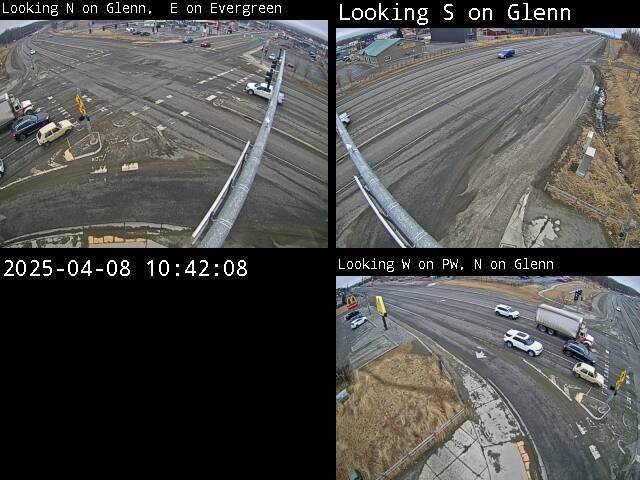 Looking N on Glenn,  E on Evergreen
Looking S on Glenn
2025-04-08 10:42:08
Looking W on PW, N on Glenn